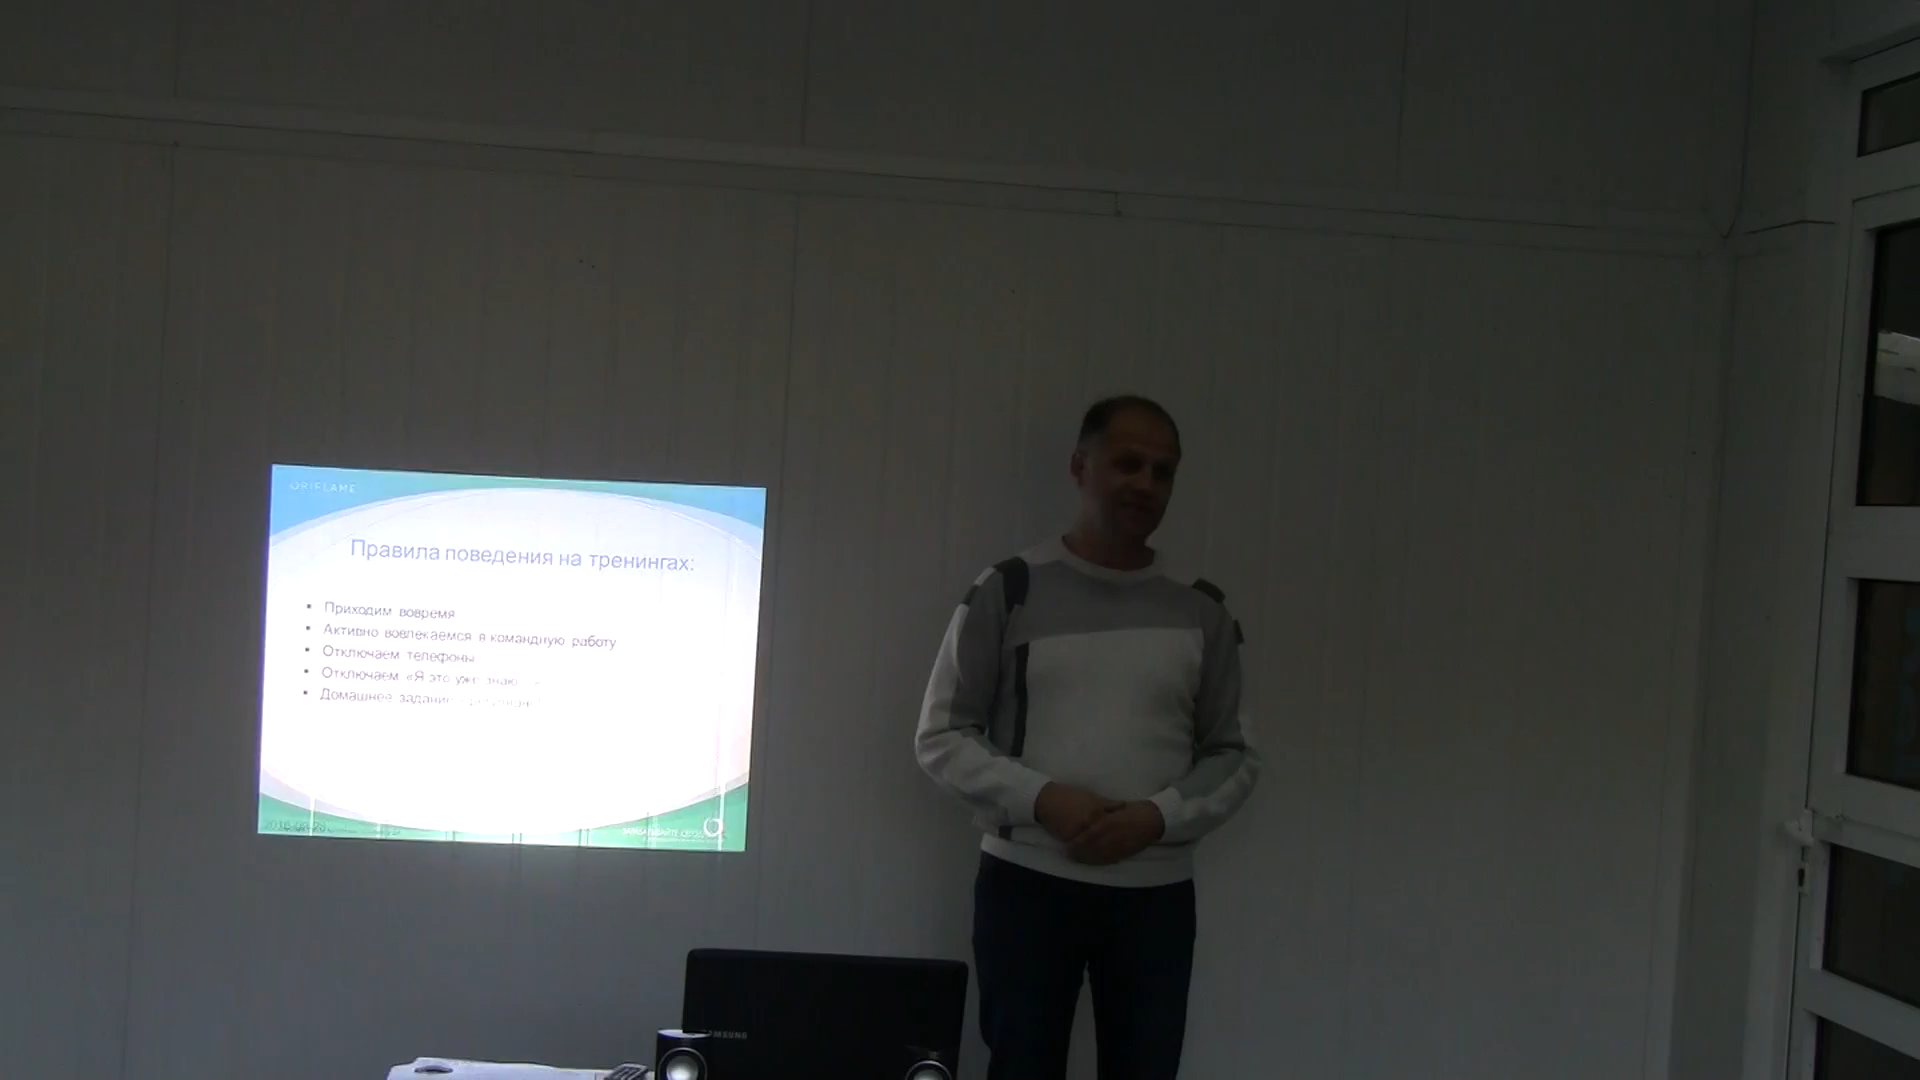 ORIFLAME
Правила поведения на тренингах:
• Приходим вовремя
• Активно вовлекаемся в командную работу
• Отключаем телефоны
• Отключаем «Я это уже знаю
• Домашнее задание
SAMSUNG